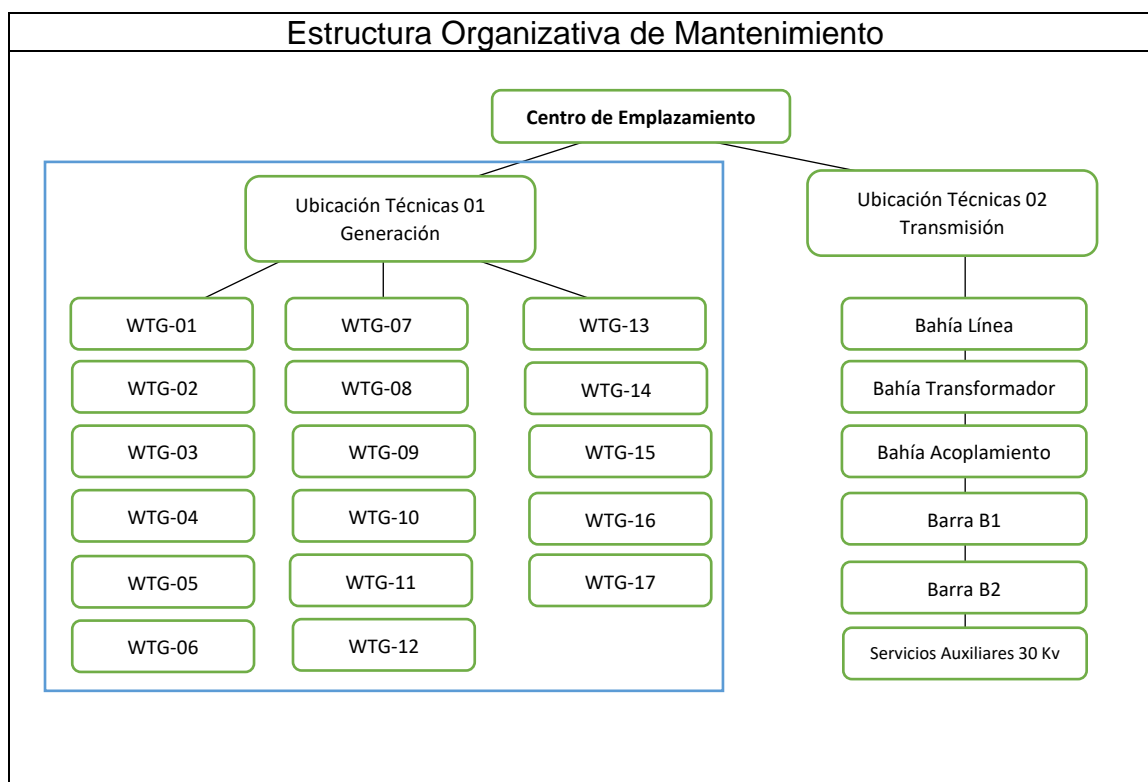 Estructura Organizativa de Mantenimiento
Centro de Emplazamiento
Ubicación Técnicas 01
Generación
Ubicación Técnicas 02
Transmisión
WTG-01
WTG-07
WTG-13
Bahía Línea
WTG-02
WTG-08
WTG-14
Bahía Transformador
WTG-03
WTG-09
WTG-15
Bahía Acoplamiento
WTG-04
WTG-10
WTG-16
Barra B1
WTG-05
WTG-11
WTG-17
Barra B2
WTG-06
WTG-12
Servicios Auxiliares 30 Kv